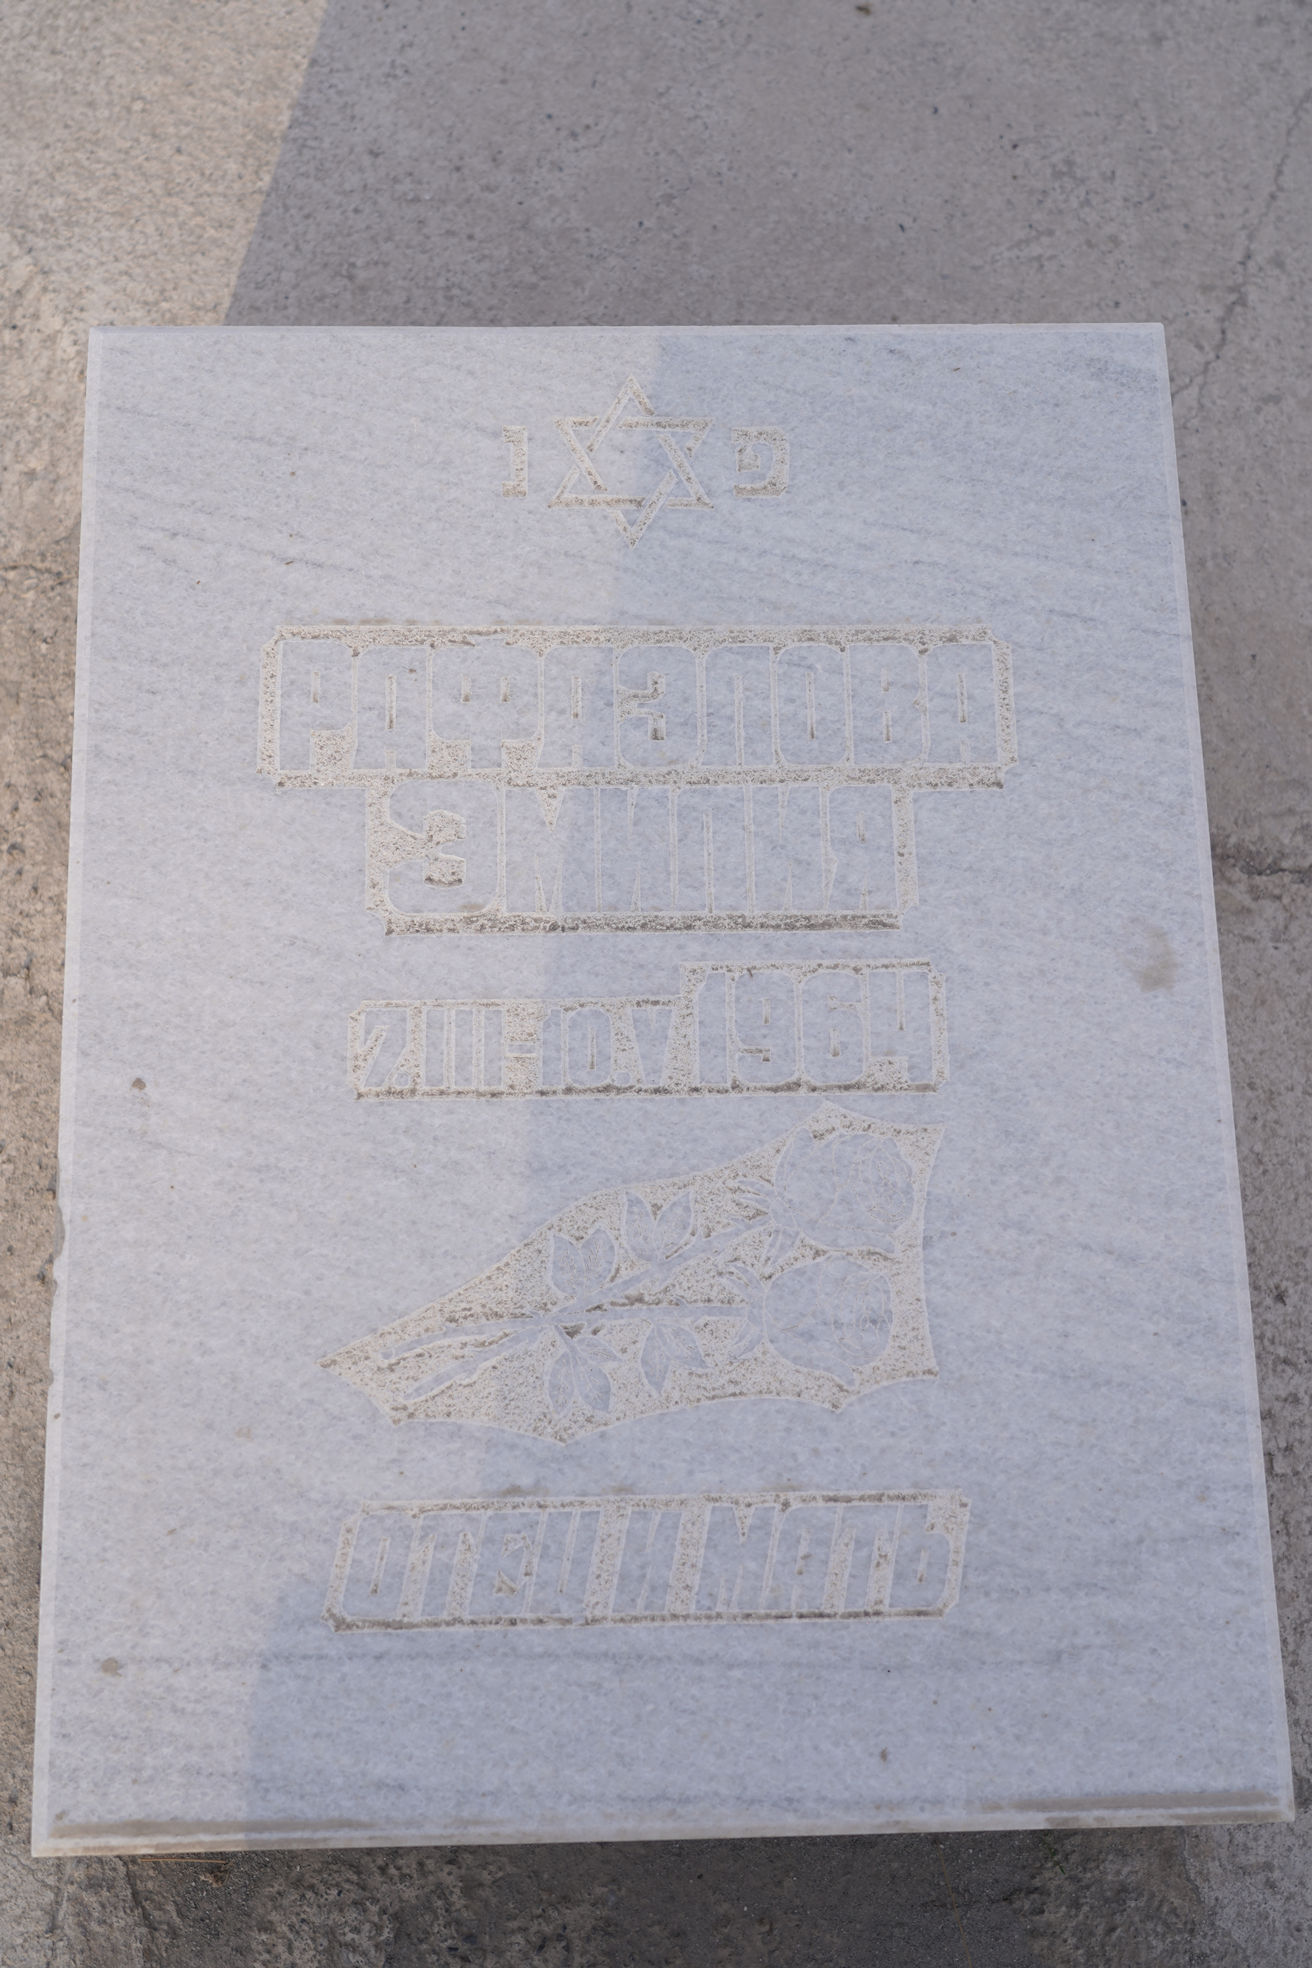 פ נ
РАФАЭЛОВА
ЭМИЛИЯ
2.III-10.V 1964
ОТЕЦ И МАТЬ